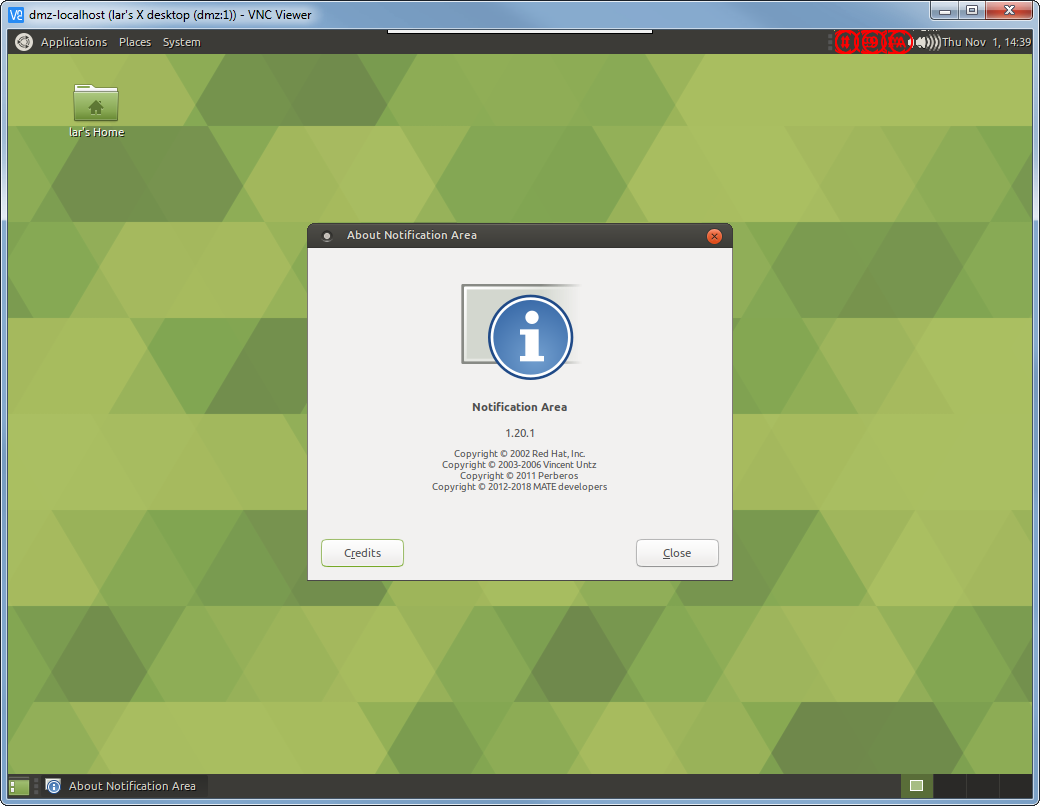 dmz-localhost (lar's X desktop (dmz:1)) - VNC Viewer
Applications Places System
Thu Nov 1, 14:39
lar's Home
About Notification Area
Notification Area
1.20.1
Copyright © 2002 Red Hat, Inc.
Copyright © 2003-2006 Vincent Untz
Copyright © 2011 Perberos
Copyright © 2012-2018 MATE developers
Credits
Close
About Notification Area